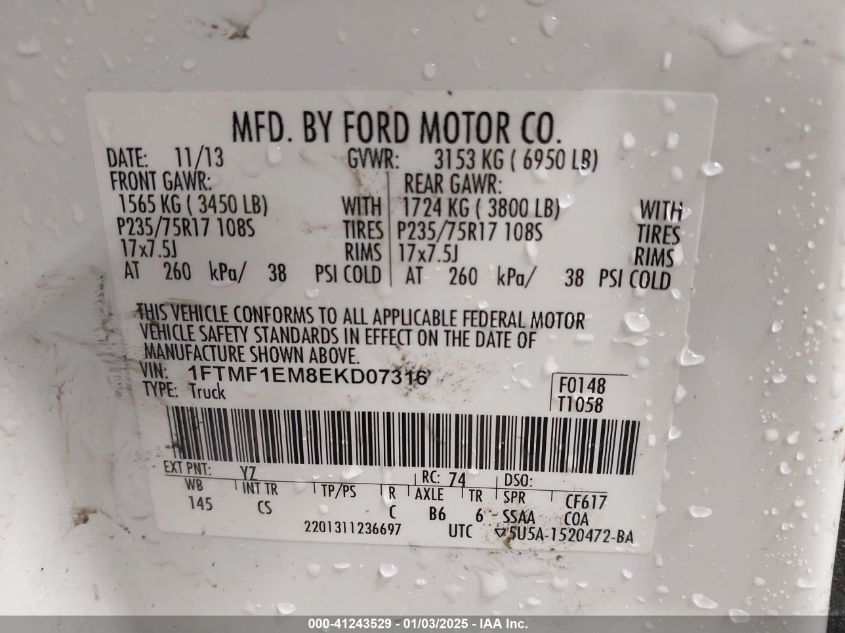 MFD. BY FORD MOTOR CO.
DATE: 11/13 GVWR: 3153 KG ( 6950 LB)
FRONT GAWR: REAR GAWR:
1565 KG ( 3450 LB) WITH 1724 KG ( 3800 LB) WITH
P235/75R17 108S TIRES P235/75R17 108S TIRES
17x7.5J RIMS 17x7.5J RIMS
AT 260 kPa/ 38 PSI COLD AT 260 kPa/ 38 PSI COLD
THIS VEHICLE CONFORMS TO ALL APPLICABLE FEDERAL MOTOR
VEHICLE SAFETY STANDARDS IN EFFECT ON THE DATE OF
MANUFACTURE SHOWN ABOVE.
VIN: 1FTMF1EM8EKD07316 F0148
TYPE: Truck T1058
EXT PNT: YZ RC: 74 DSO:
WB INT TR TP/PS R AXLE TR SPR CF617
145 CS C B6 6 SSAA COA
2201311236697 UTC 5U5A-1520472-BA
000-41243529 - 01/03/2025 - IAA Inc.